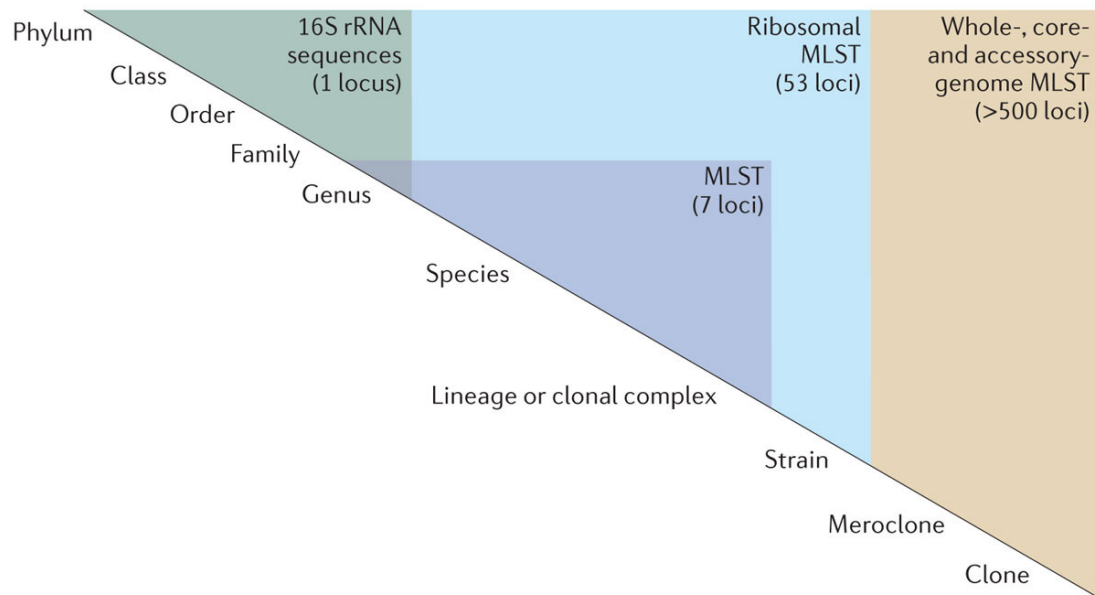 Phylum
Class
Order
Family
Genus
Species
Lineage or clonal complex
Strain
Meroclone
Clone
16S rRNA
sequences
(1 locus)
Ribosomal
MLST
(53 loci)
Whole-, core-
and accessory-
genome MLST
(>500 loci)
MLST
(7 loci)